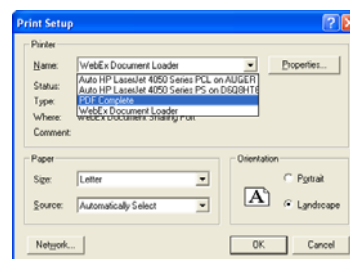 Print Setup
Printer
Name: WebEx Document Loader
Properties...
Auto HP LaserJet 4050 Series PCL on AUGER
Status:
Auto HP LaserJet 4050 Series PS on
Type: PDF Complete
WebEx Document Loader
Where: WebEx Document Sharing Port
Comment:
Paper
Size: Letter
Source: Automatically Select
Orientation
A
Portrait
Landscape
Network...
OK
Cancel